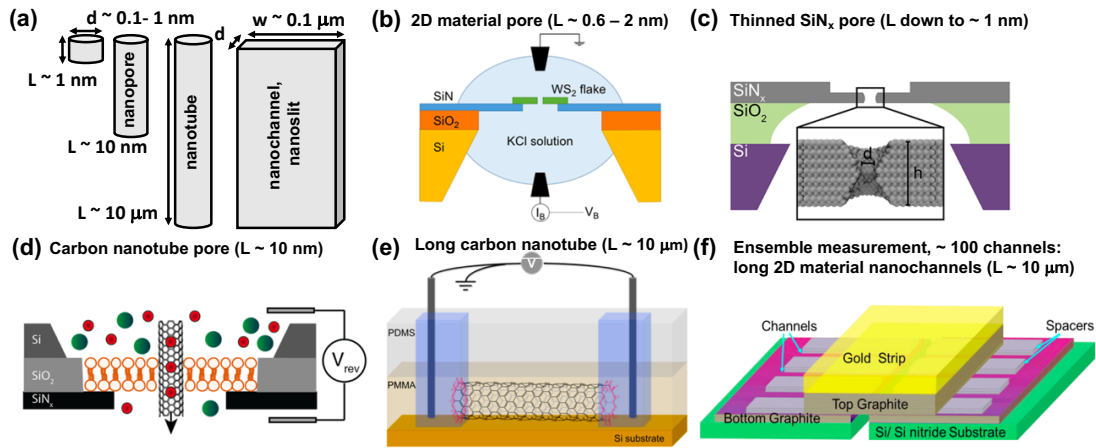 (a)
d ~ 0.1- 1 nm
w ~ 0.1 µm
d
L ~ 1 nm
nanopore
nanotube
nanochannel,
nanoslit
L ~ 10 nm
L ~ 10 µm
(b) 2D material pore (L ~ 0.6 – 2 nm)
SiN
WS₂ flake
SiO₂
Si
KCl solution
I_B
V_B
(c) Thinned SiNₓ pore (L down to ~ 1 nm)
SiNₓ
SiO₂
Si
d
h
(d) Carbon nanotube pore (L ~ 10 nm)
Si
SiO₂
SiNₓ
V_rev
(e) Long carbon nanotube (L ~ 10 µm)
V
PDMS
PMMA
Si substrate
(f) Ensemble measurement, ~ 100 channels:
long 2D material nanochannels (L ~ 10 µm)
Channels
Spacers
Gold Strip
Top Graphite
Bottom Graphite
Si/ Si nitride Substrate